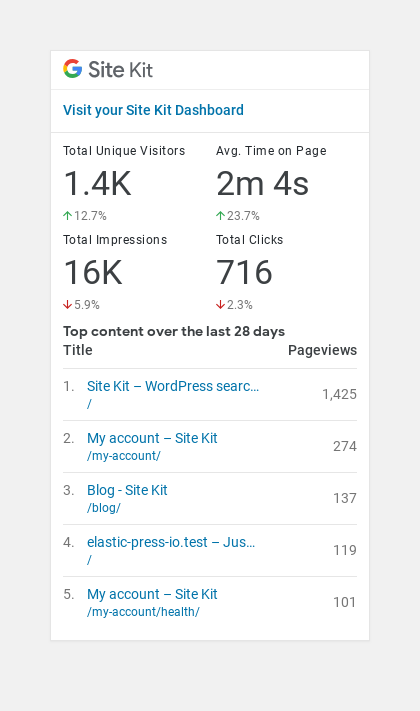 Site Kit
Visit your Site Kit Dashboard
Total Unique Visitors
Avg. Time on Page
1.4K
2m 4s
12.7%
23.7%
Total Impressions
Total Clicks
16K
716
5.9%
2.3%
Top content over the last 28 days
Title Pageviews
1. Site Kit – WordPress searc… 1,425
/
2. My account – Site Kit 274
/my-account/
3. Blog - Site Kit 137
/blog/
4. elastic-press-io.test – Jus… 119
/
5. My account – Site Kit 101
/my-account/health/